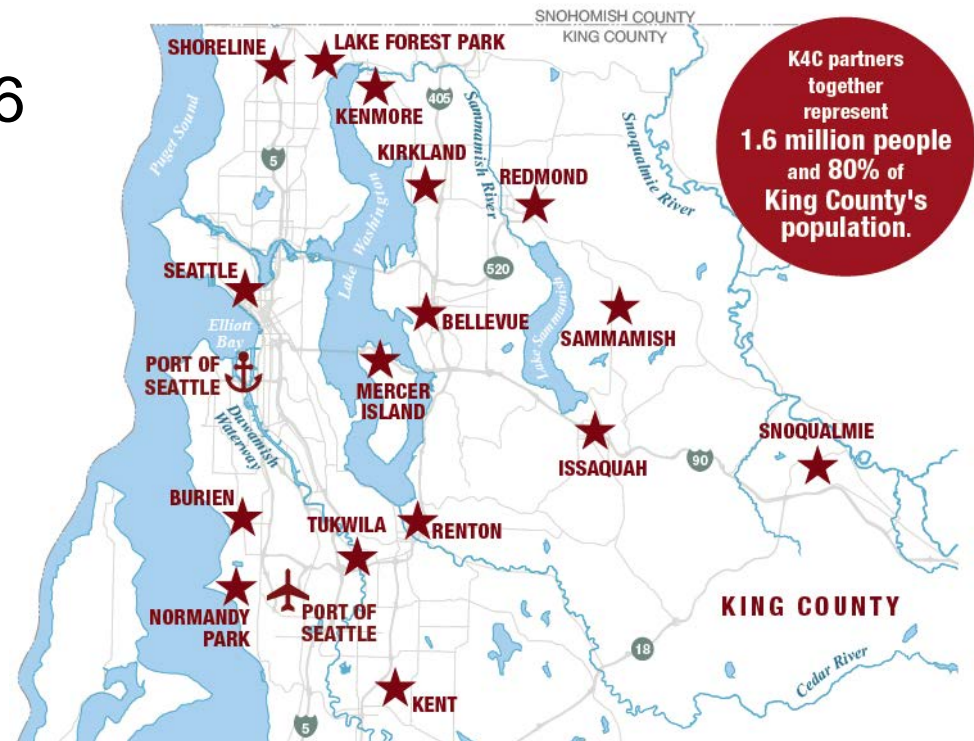 SNOHOMISH COUNTY
KING COUNTY
6
SHORELINE
LAKE FOREST PARK
KENMORE
405
Puget Sound
5
KIRKLAND
Sammamish River
REDMOND
Snoqualmie River
K4C partners
together
represent
1.6 million people
and 80% of
King County's
population.
Lake Washington
SEATTLE
520
Elliott
Bay
BELLEVUE
Lake Sammamish
SAMMAMISH
PORT OF
SEATTLE
MERCER
ISLAND
Duwamish
Waterway
ISSAQUAH
90
SNOQUALMIE
BURIEN
TUKWILA
RENTON
NORMANDY
PARK
PORT OF
SEATTLE
KING COUNTY
18
Cedar River
KENT
5